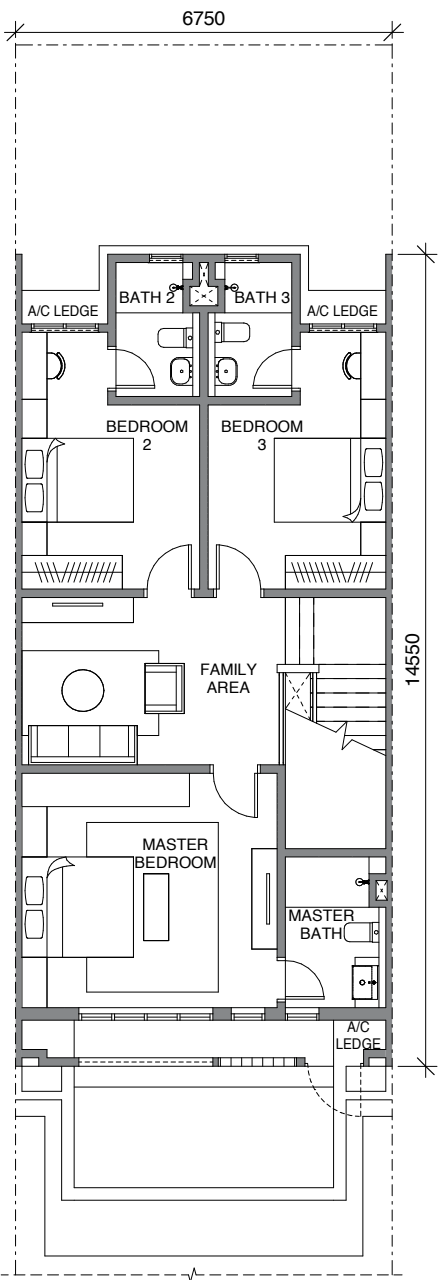 6750
A/C LEDGE
BATH 2
BATH 3
A/C LEDGE
BEDROOM
2
BEDROOM
3
14550
FAMILY
AREA
MASTER
BEDROOM
MASTER
BATH
A/C
LEDGE